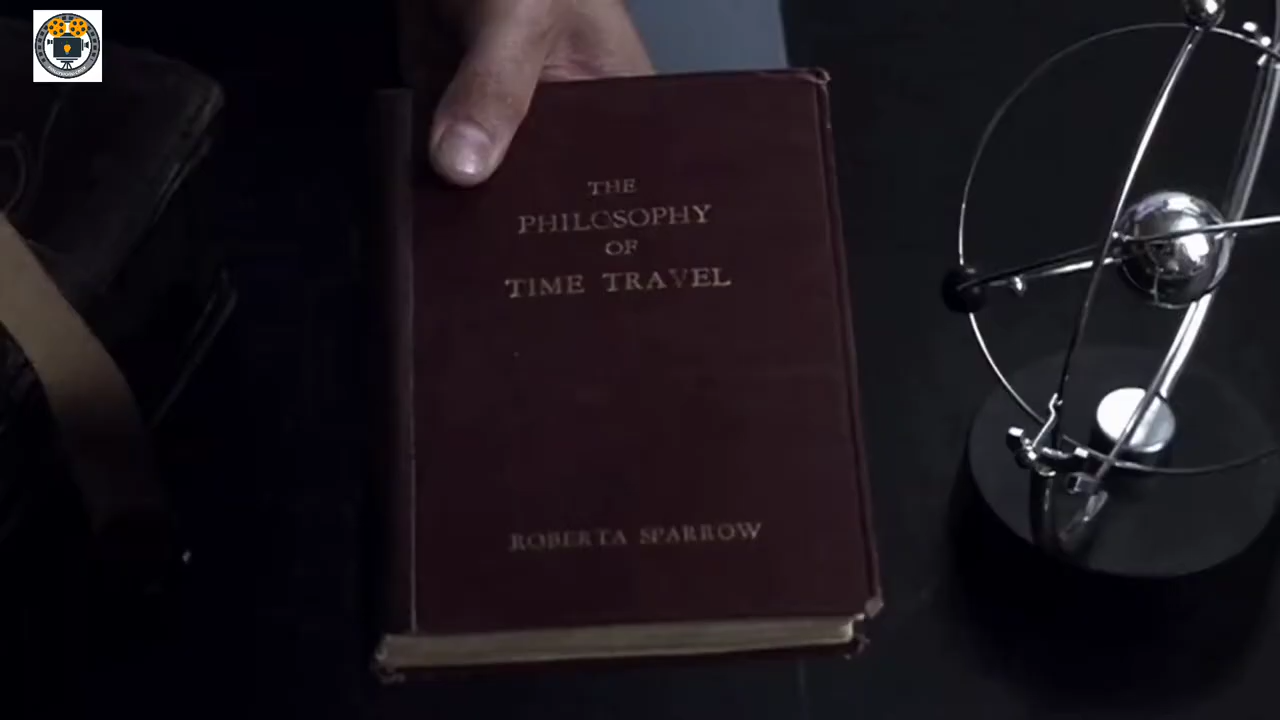 THE
PHILOSOPHY
OF
TIME TRAVEL
ROBERTA SPARROW